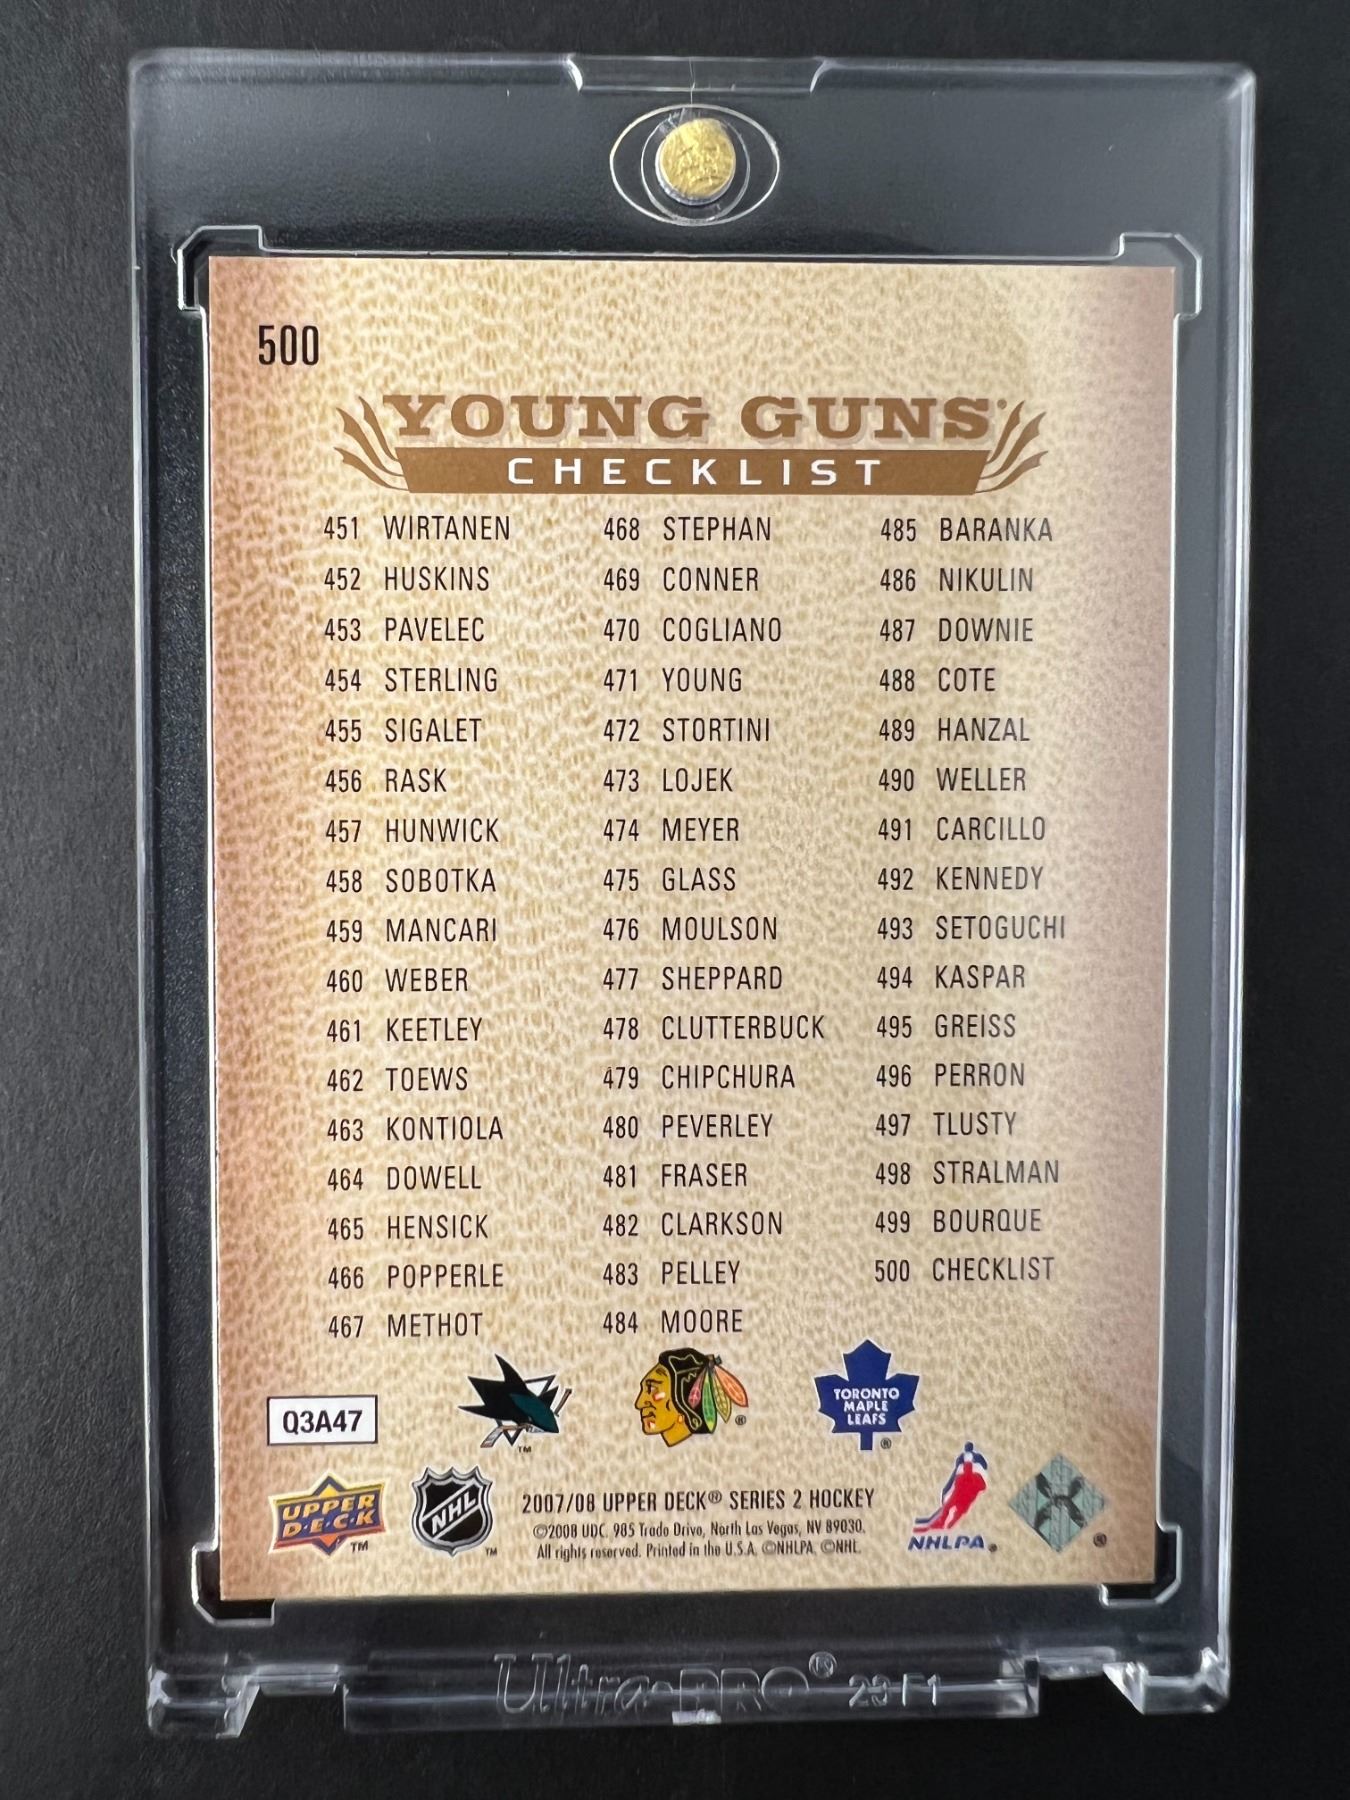 500
YOUNG GUNS®
CHECKLIST
451 WIRTANEN
452 HUSKINS
453 PAVELEC
454 STERLING
455 SIGALET
456 RASK
457 HUNWICK
458 SOBOTKA
459 MANCARI
460 WEBER
461 KEETLEY
462 TOEWS
463 KONTIOLA
464 DOWELL
465 HENSICK
466 POPPERLE
467 METHOT
468 STEPHAN
469 CONNER
470 COGLIANO
471 YOUNG
472 STORTINI
473 LOJEK
474 MEYER
475 GLASS
476 MOULSON
477 SHEPPARD
478 CLUTTERBUCK
479 CHIPCHURA
480 PEVERLEY
481 FRASER
482 CLARKSON
483 PELLEY
484 MOORE
485 BARANKA
486 NIKULIN
487 DOWNIE
488 COTE
489 HANZAL
490 WELLER
491 CARCILLO
492 KENNEDY
493 SETOGUCHI
494 KASPAR
495 GREISS
496 PERRON
497 TLUSTY
498 STRALMAN
499 BOURQUE
500 CHECKLIST
Q3A47
TM
®
TORONTO
MAPLE
LEAFS
®
UPPER
D·E·C·K
TM
NHL
TM
2007/08 UPPER DECK® SERIES 2 HOCKEY
©2008 UDC. 985 Trade Drive, North Las Vegas, NV 89030.
All rights reserved. Printed in the U.S.A. ©NHLPA. ©NHL.
NHLPA®
®
Ultra·PRO® 23 F1